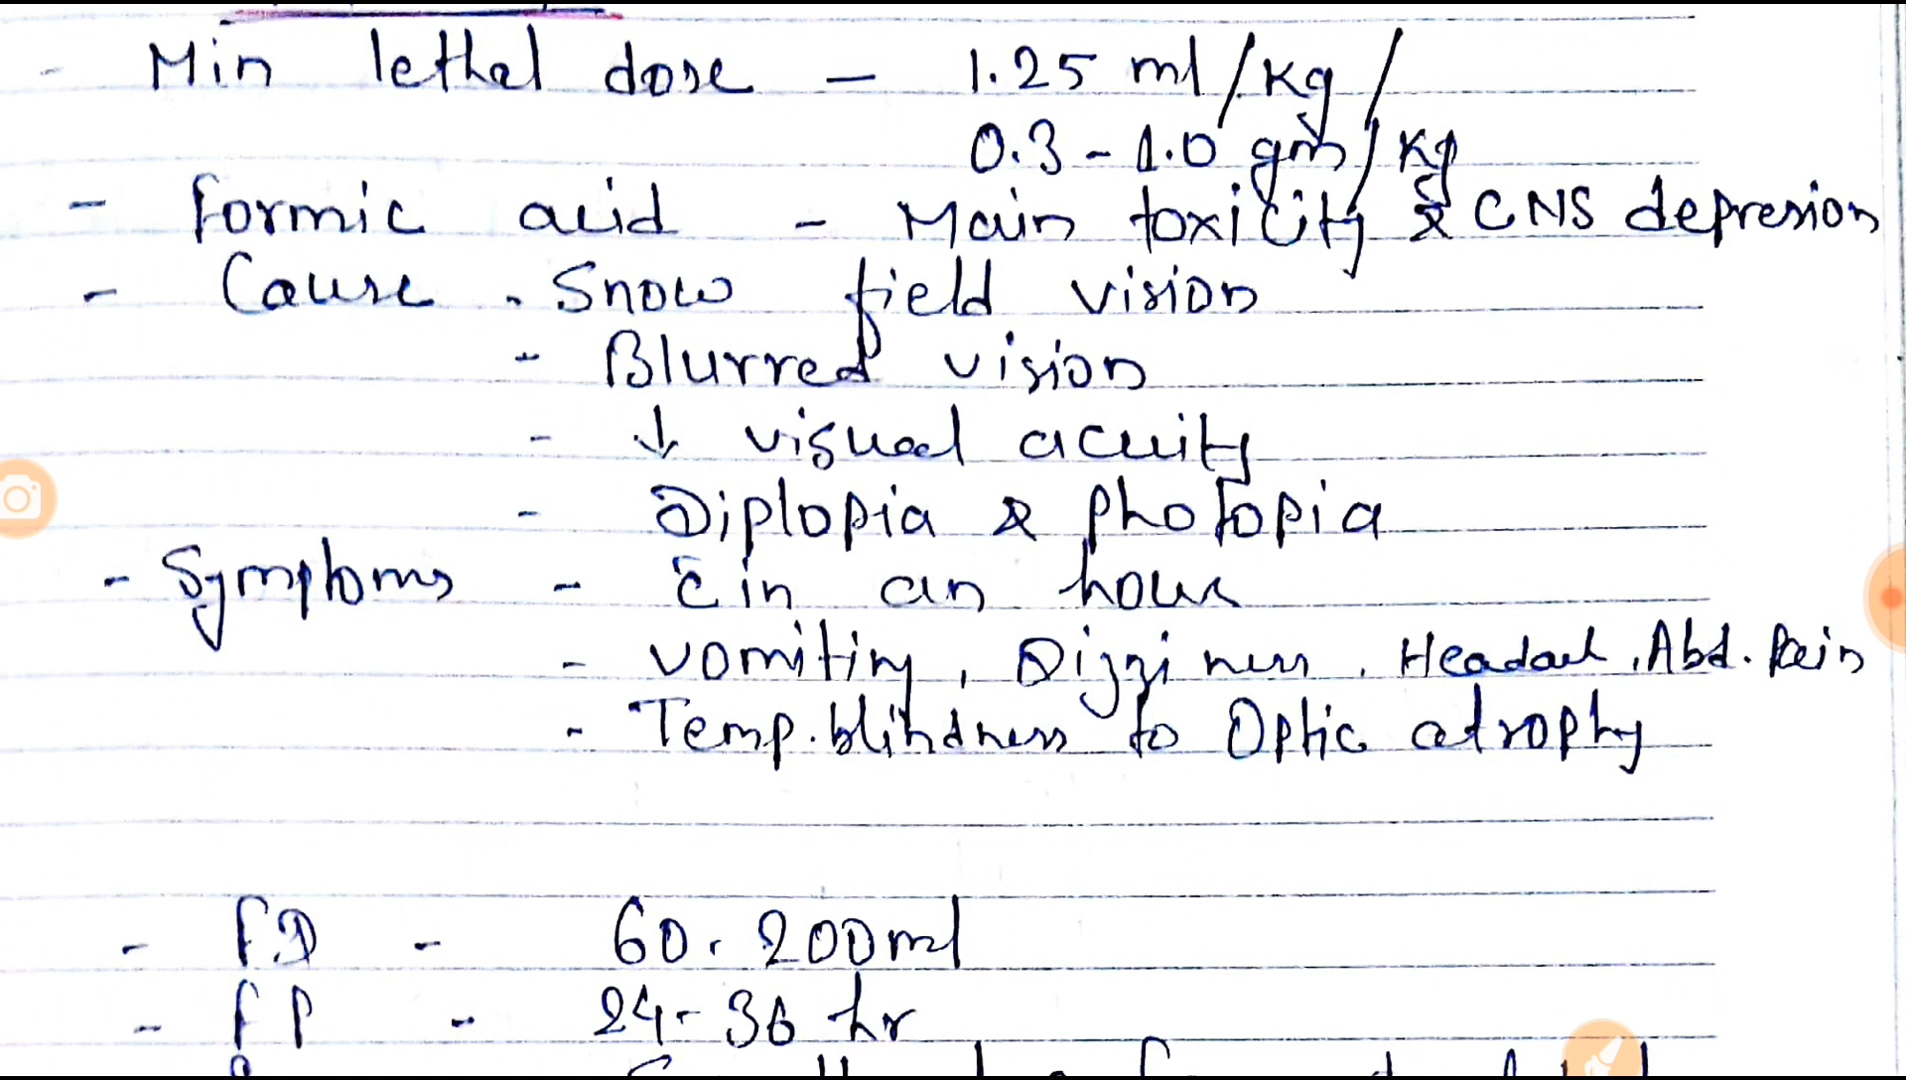 - Min lethal dose - 1.25 ml/kg/
0.3 - 1.0 gm/kg
- Formic acid - Main toxicity & CNS depression
- Cause - Snow field vision
- Blurred vision
- ↓ visual acuity
- Diplopia & photopia
- Symptoms - c̄ in an hour
- vomiting, Dizziness, Headach, Abd. Pain
- Temp. blindness to Optic atrophy
- FD - 60-200ml
- FP - 24-36 hr